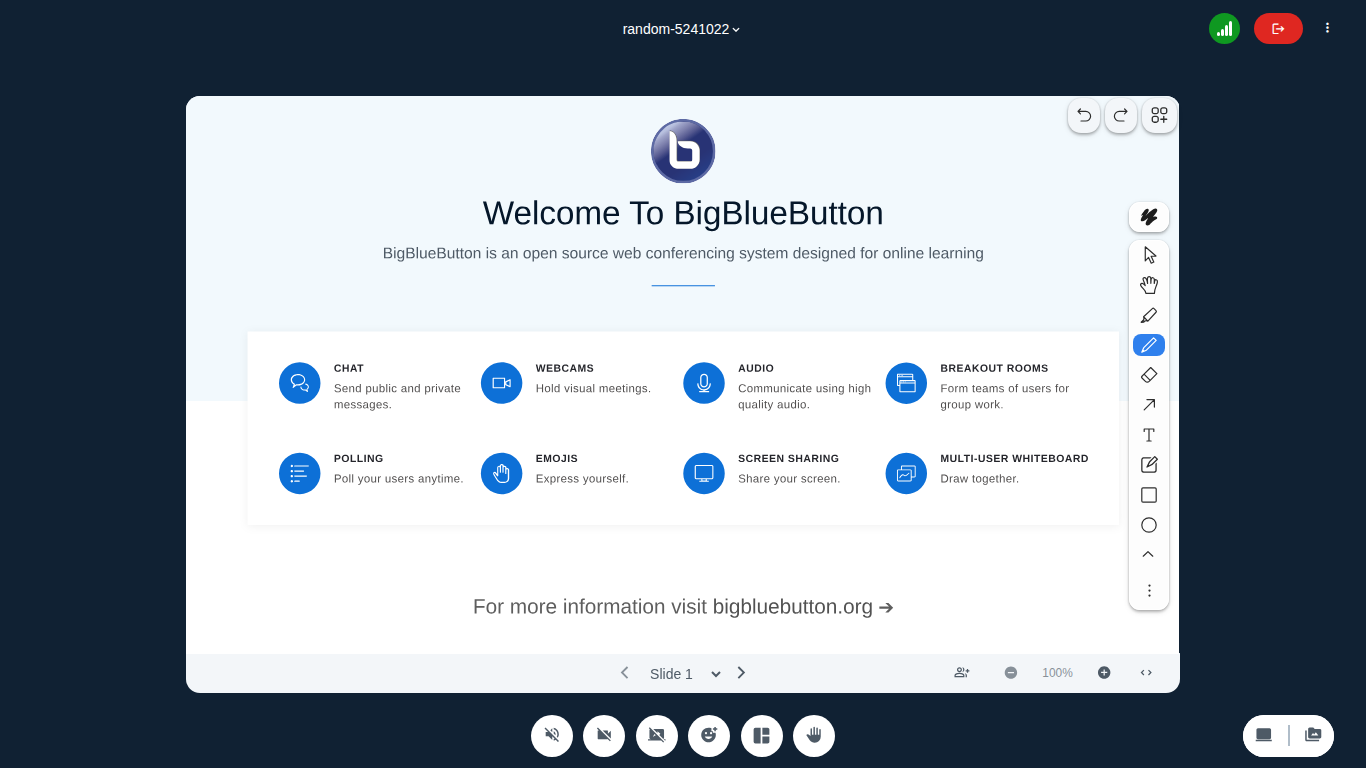 random-5241022
Welcome To BigBlueButton
BigBlueButton is an open source web conferencing system designed for online learning
CHAT
Send public and private
messages.
WEBCAMS
Hold visual meetings.
AUDIO
Communicate using high
quality audio.
BREAKOUT ROOMS
Form teams of users for
group work.
POLLING
Poll your users anytime.
EMOJIS
Express yourself.
SCREEN SHARING
Share your screen.
MULTI-USER WHITEBOARD
Draw together.
For more information visit bigbluebutton.org ➔
Slide 1
100%